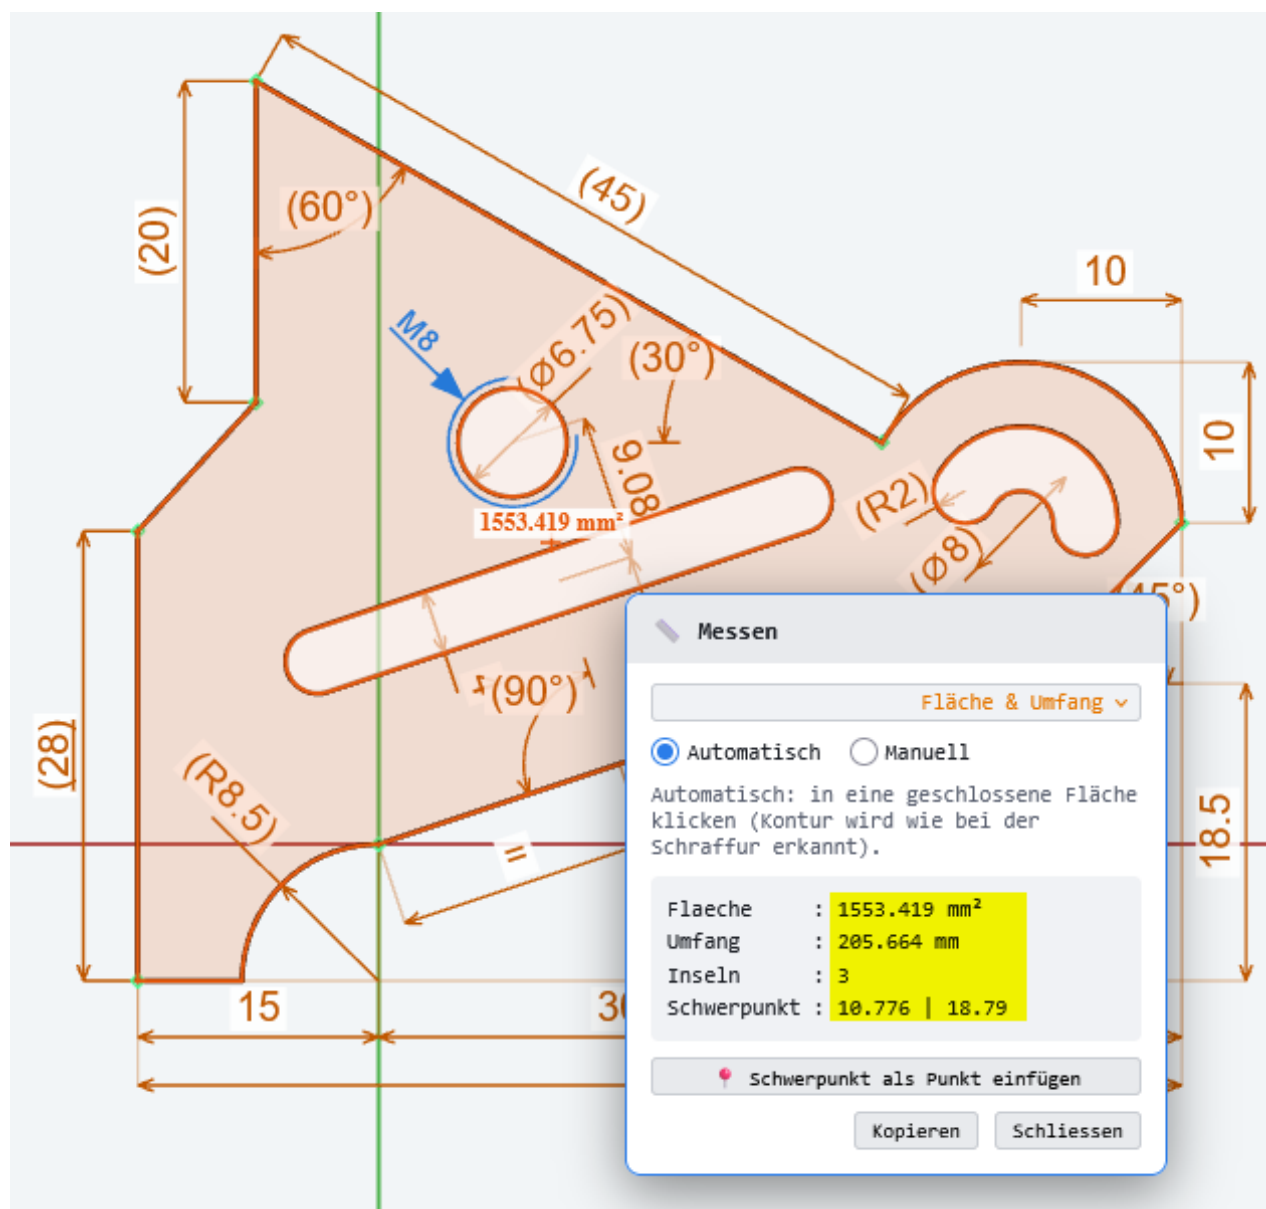 (45)
(20)
(60°)
10
M8
(Ø6.75)
(30°)
10
9.08
(R2)
1553.419 mm²
(Ø8)
Messen
(90°)
Fläche & Umfang
Automatisch
Manuell
(28)
(R8.5)
Automatisch: in eine geschlossene Fläche
klicken (Kontur wird wie bei der
Schraffur erkannt).
18.5
=
Flaeche : 1553.419 mm²
Umfang : 205.664 mm
Inseln : 3
Schwerpunkt : 10.776 | 18.79
15
Schwerpunkt als Punkt einfügen
Kopieren
Schliessen